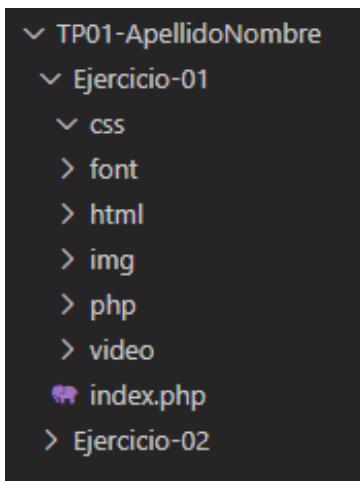 TP01-ApellidoNombre
Ejercicio-01
css
font
html
img
php
video
index.php
Ejercicio-02